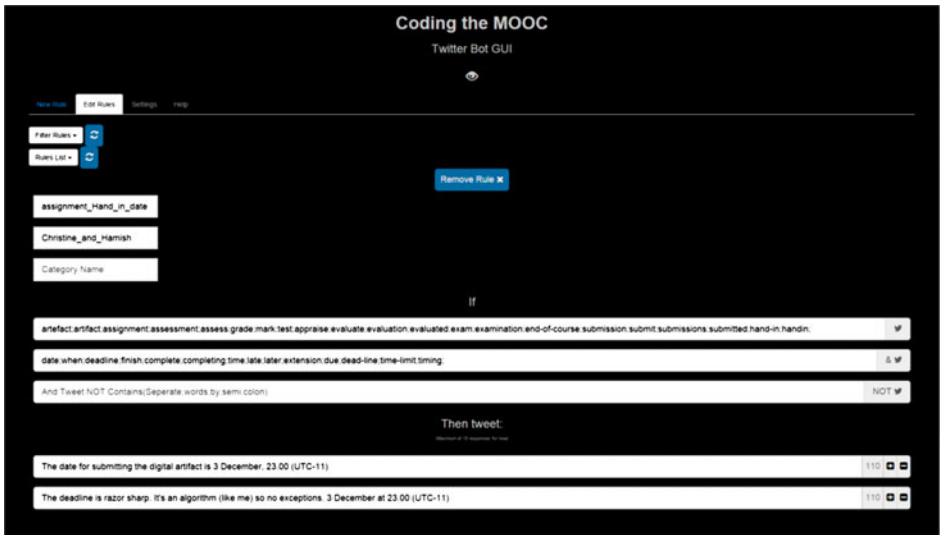 Coding the MOOC
Twitter Bot GUI
New Rule Edit Rules Settings Help
Filter Rules
Rules List
Remove Rule ✖
assignment_Hand_in_date
Christine_and_Hamish
Category Name
If
artefact;artifact;assignment;assessment;assess;grade;mark;test;appraise;evaluate;evaluation;evaluated;exam;examination;end-of-course;submission;submit;submissions;submitted;hand-in;handin;
date;when;deadline;finish;complete;completing;time;late;later;extension;due;dead-line;time-limit;timing; &
And Tweet NOT Contains(Seperate;words;by;semi;colon) NOT
Then tweet:
The date for submitting the digital artifact is 3 December, 23.00 (UTC-11) 110
The deadline is razor sharp. It's an algorithm (like me) so no exceptions. 3 December at 23.00 (UTC-11) 110